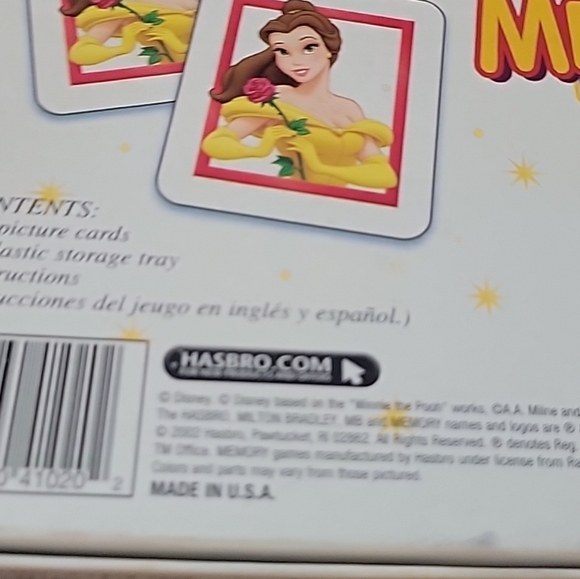 M
NTENTS:
picture cards
lastic storage tray
ructions
ucciones del jeugo en inglés y español.)
HASBRO.COM
© Disney. © Disney based on the "Winnie the Pooh" works, ©A.A. Milne and
The HASBRO, MILTON BRADLEY, MB and MEMORY names and logos are ®
© 2002 Hasbro, Pawtucket, RI 02862. All Rights Reserved. ® denotes Reg.
TM Office. MEMORY games manufactured by Hasbro under license from Ra
Colors and parts may vary from those pictured.
0 41020 2
MADE IN U.S.A.